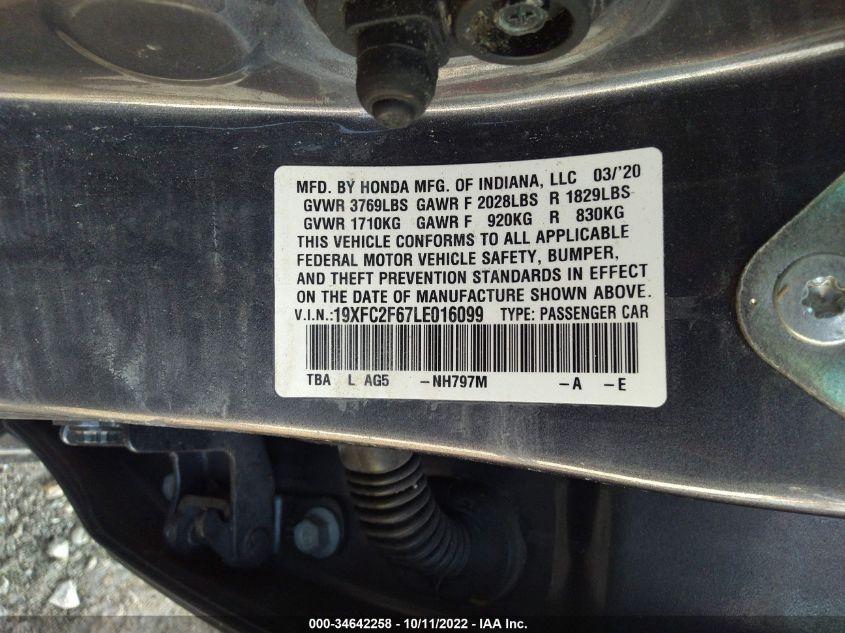 MFD. BY HONDA MFG. OF INDIANA, LLC 03/'20
GVWR 3769LBS GAWR F 2028LBS R 1829LBS
GVWR 1710KG GAWR F 920KG R 830KG
THIS VEHICLE CONFORMS TO ALL APPLICABLE
FEDERAL MOTOR VEHICLE SAFETY, BUMPER,
AND THEFT PREVENTION STANDARDS IN EFFECT
ON THE DATE OF MANUFACTURE SHOWN ABOVE.
V.I.N.:19XFC2F67LE016099 TYPE: PASSENGER CAR
TBA L AG5 -NH797M -A -E
000-34642258 - 10/11/2022 - IAA Inc.